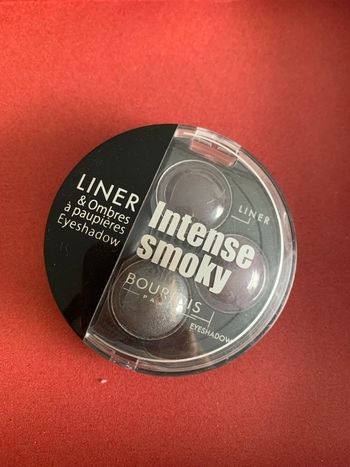 LINER
& Ombres
à paupières
Eyeshadow
Intense
smoky
LINER
BOURJOIS
PARIS
EYESHADOW